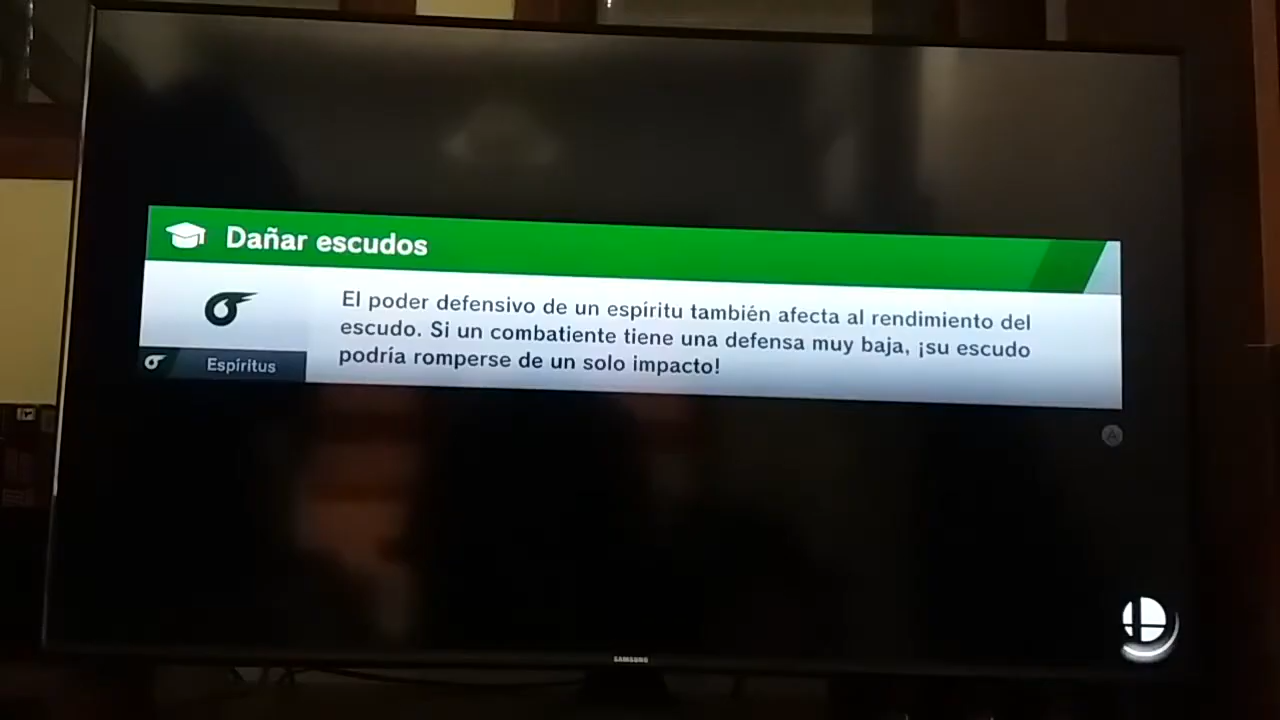 Dañar escudos
El poder defensivo de un espíritu también afecta al rendimiento del
escudo. Si un combatiente tiene una defensa muy baja, ¡su escudo
podría romperse de un solo impacto!
Espíritus
A
SAMSUNG